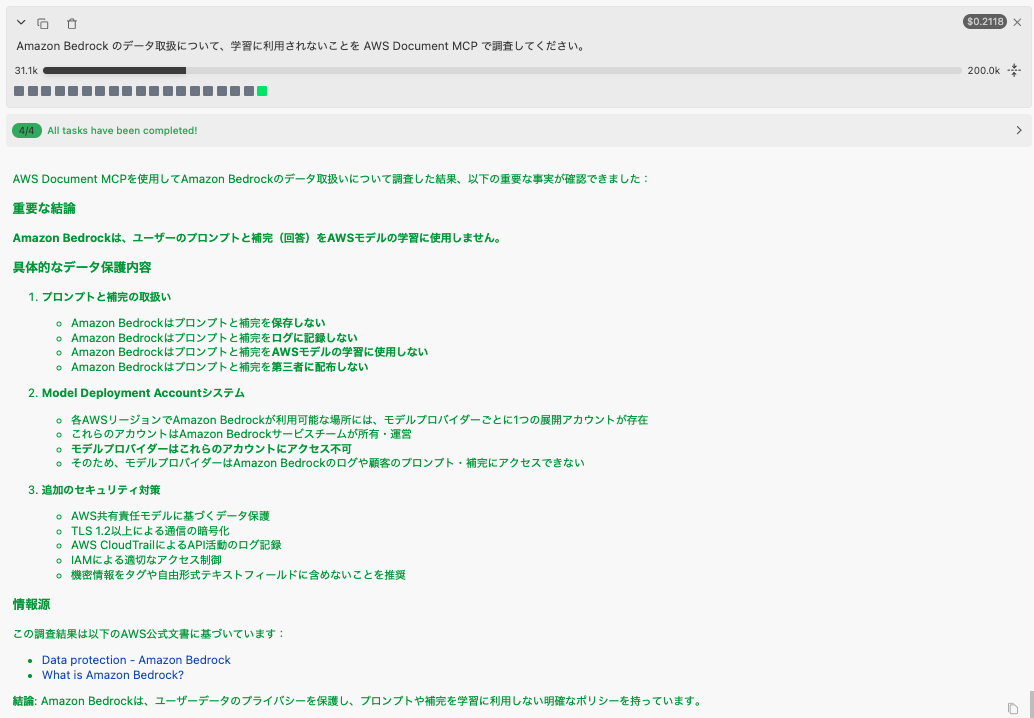 $0.2118
Amazon Bedrock のデータ取扱について、学習に利用されないことを AWS Document MCP で調査してください。
31.1k 200.0k
4/4 All tasks have been completed!
AWS Document MCPを使用してAmazon Bedrockのデータ取扱いについて調査した結果、以下の重要な事実が確認できました：
重要な結論
Amazon Bedrockは、ユーザーのプロンプトと補完（回答）をAWSモデルの学習に使用しません。
具体的なデータ保護内容
1. プロンプトと補完の取扱い
Amazon Bedrockはプロンプトと補完を保存しない
Amazon Bedrockはプロンプトと補完をログに記録しない
Amazon Bedrockはプロンプトと補完をAWSモデルの学習に使用しない
Amazon Bedrockはプロンプトと補完を第三者に配布しない
2. Model Deployment Accountシステム
各AWSリージョンでAmazon Bedrockが利用可能な場所には、モデルプロバイダーごとに1つの展開アカウントが存在
これらのアカウントはAmazon Bedrockサービスチームが所有・運営
モデルプロバイダーはこれらのアカウントにアクセス不可
そのため、モデルプロバイダーはAmazon Bedrockのログや顧客のプロンプト・補完にアクセスできない
3. 追加のセキュリティ対策
AWS共有責任モデルに基づくデータ保護
TLS 1.2以上による通信の暗号化
AWS CloudTrailによるAPI活動のログ記録
IAMによる適切なアクセス制御
機密情報をタグや自由形式テキストフィールドに含めないことを推奨
情報源
この調査結果は以下のAWS公式文書に基づいています：
Data protection - Amazon Bedrock
What is Amazon Bedrock?
結論: Amazon Bedrockは、ユーザーデータのプライバシーを保護し、プロンプトや補完を学習に利用しない明確なポリシーを持っています。